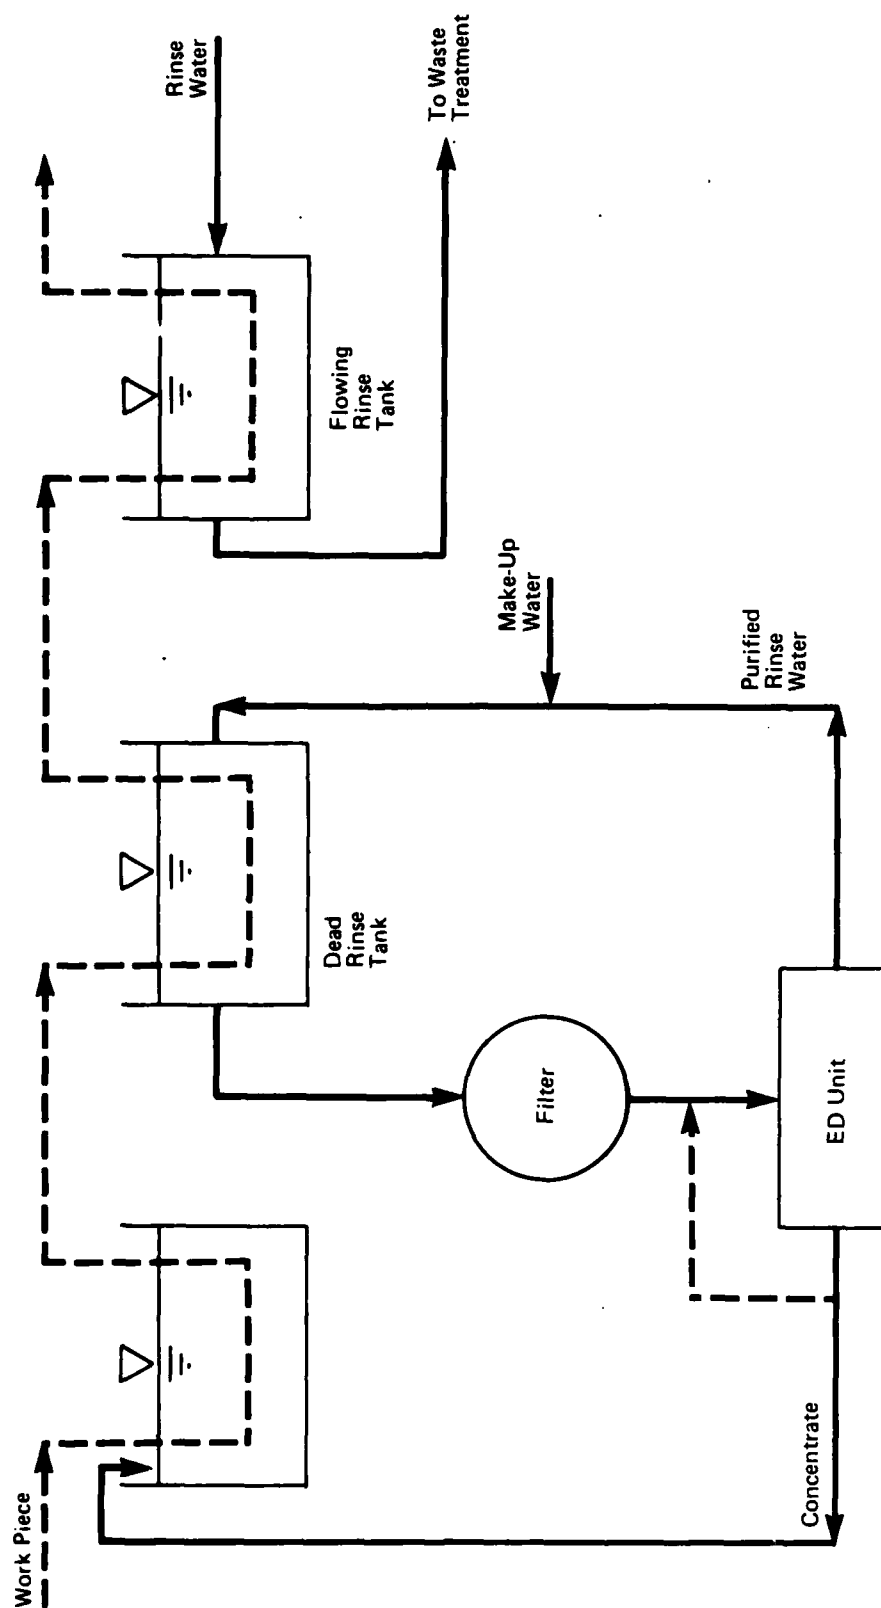 Work Piece
Rinse
Water
To Waste
Treatment
Flowing
Rinse
Tank
Dead
Rinse
Tank
Make-Up
Water
Purified
Rinse
Water
Filter
ED Unit
Concentrate